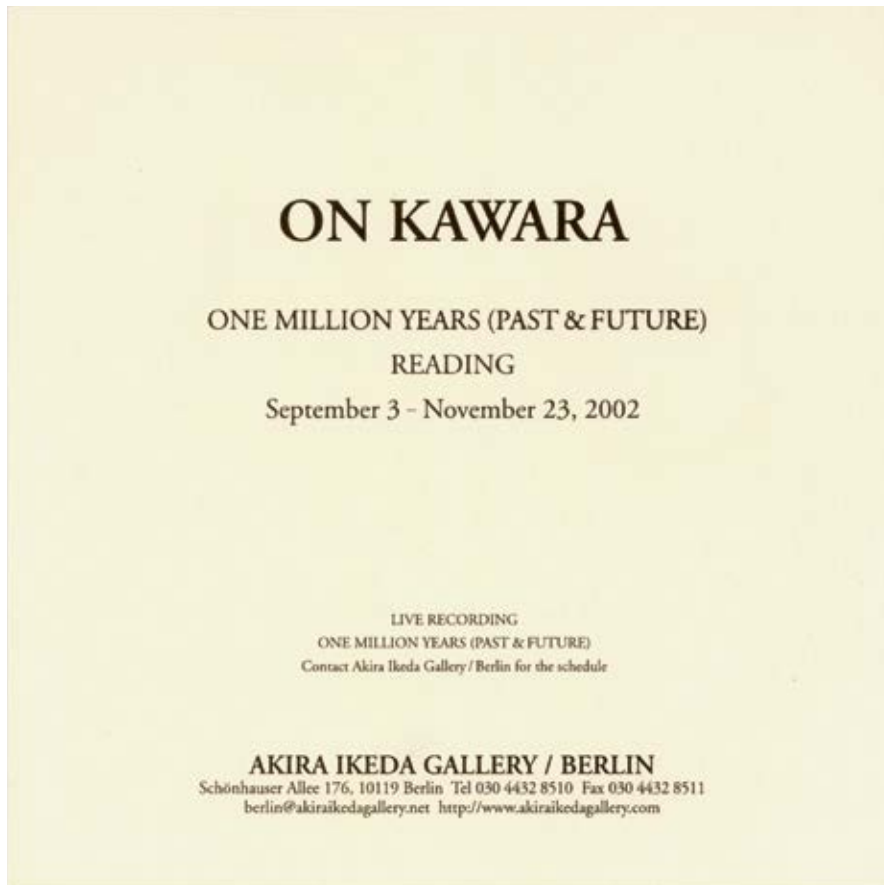 ON KAWARA
ONE MILLION YEARS (PAST & FUTURE)
READING
September 3 - November 23, 2002
LIVE RECORDING
ONE MILLION YEARS (PAST & FUTURE)
Contact Akira Ikeda Gallery / Berlin for the schedule
AKIRA IKEDA GALLERY / BERLIN
Schönhauser Allee 176, 10119 Berlin Tel 030 4432 8510 Fax 030 4432 8511
berlin@akiraikedagallery.net http://www.akiraikedagallery.com